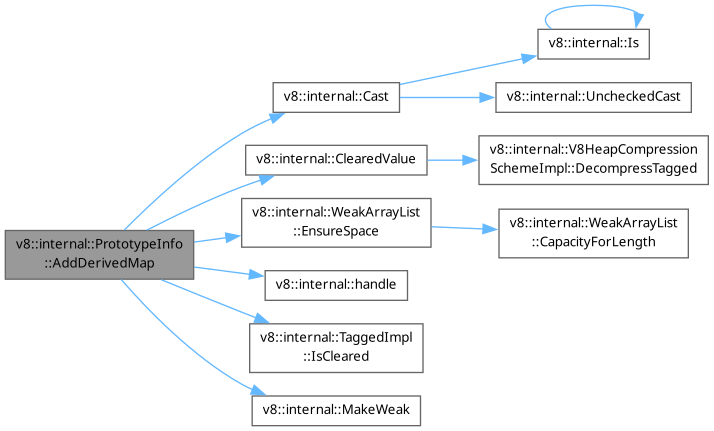 v8::internal::PrototypeInfo
::AddDerivedMap
v8::internal::Cast
v8::internal::ClearedValue
v8::internal::WeakArrayList
::EnsureSpace
v8::internal::handle
v8::internal::TaggedImpl
::IsCleared
v8::internal::MakeWeak
v8::internal::Is
v8::internal::UncheckedCast
v8::internal::V8HeapCompression
SchemeImpl::DecompressTagged
v8::internal::WeakArrayList
::CapacityForLength